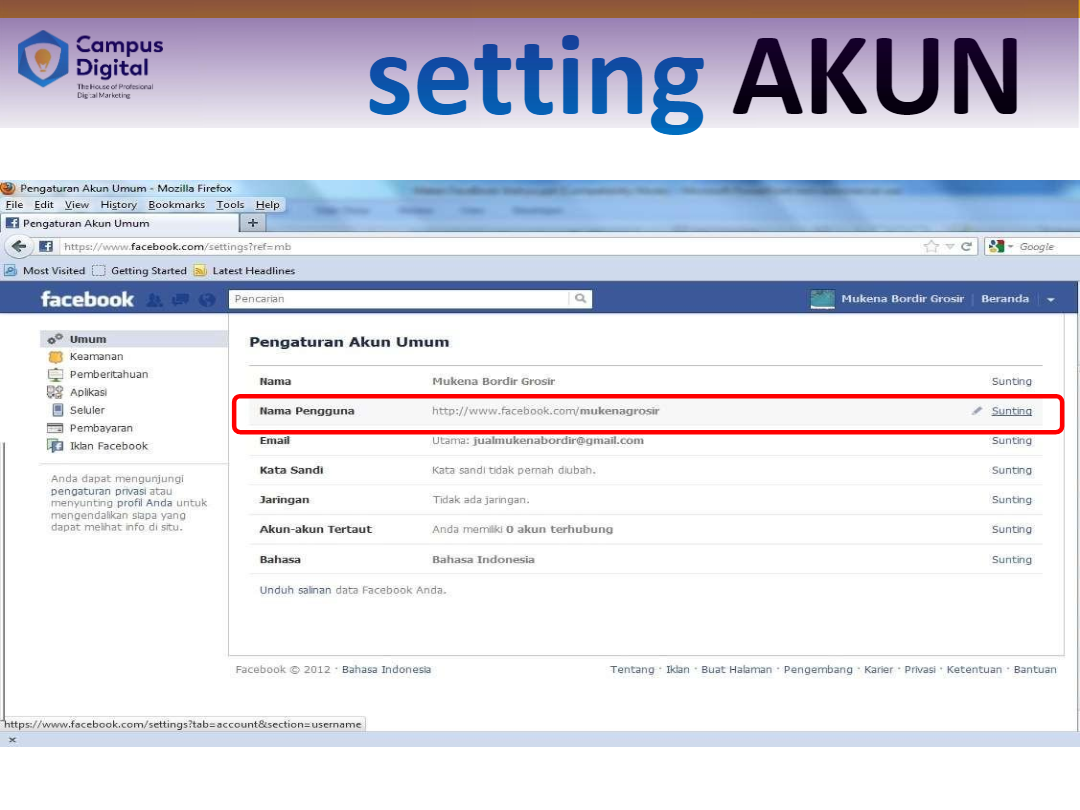 Campus
Digital
The House of Profesional
Digital Marketing
setting AKUN
Pengaturan Akun Umum - Mozilla Firefox
File Edit View History Bookmarks Tools Help
Pengaturan Akun Umum +
https://www.facebook.com/settings?ref=mb Google
Most Visited Getting Started Latest Headlines
facebook Pencarian Mukena Bordir Grosir Beranda
Umum
Keamanan
Pemberitahuan
Aplikasi
Seluler
Pembayaran
Iklan Facebook
Anda dapat mengunjungi
pengaturan privasi atau
menyunting profil Anda untuk
mengendalikan siapa yang
dapat melihat info di situ.
Pengaturan Akun Umum
Nama Mukena Bordir Grosir Sunting
Nama Pengguna http://www.facebook.com/mukenagrosir Sunting
Email Utama: jualmukenabordir@gmail.com Sunting
Kata Sandi Kata sandi tidak pernah diubah. Sunting
Jaringan Tidak ada jaringan. Sunting
Akun-akun Tertaut Anda memiliki 0 akun terhubung Sunting
Bahasa Bahasa Indonesia Sunting
Unduh salinan data Facebook Anda.
Facebook © 2012 · Bahasa Indonesia Tentang · Iklan · Buat Halaman · Pengembang · Karier · Privasi · Ketentuan · Bantuan
https://www.facebook.com/settings?tab=account&section=username
×